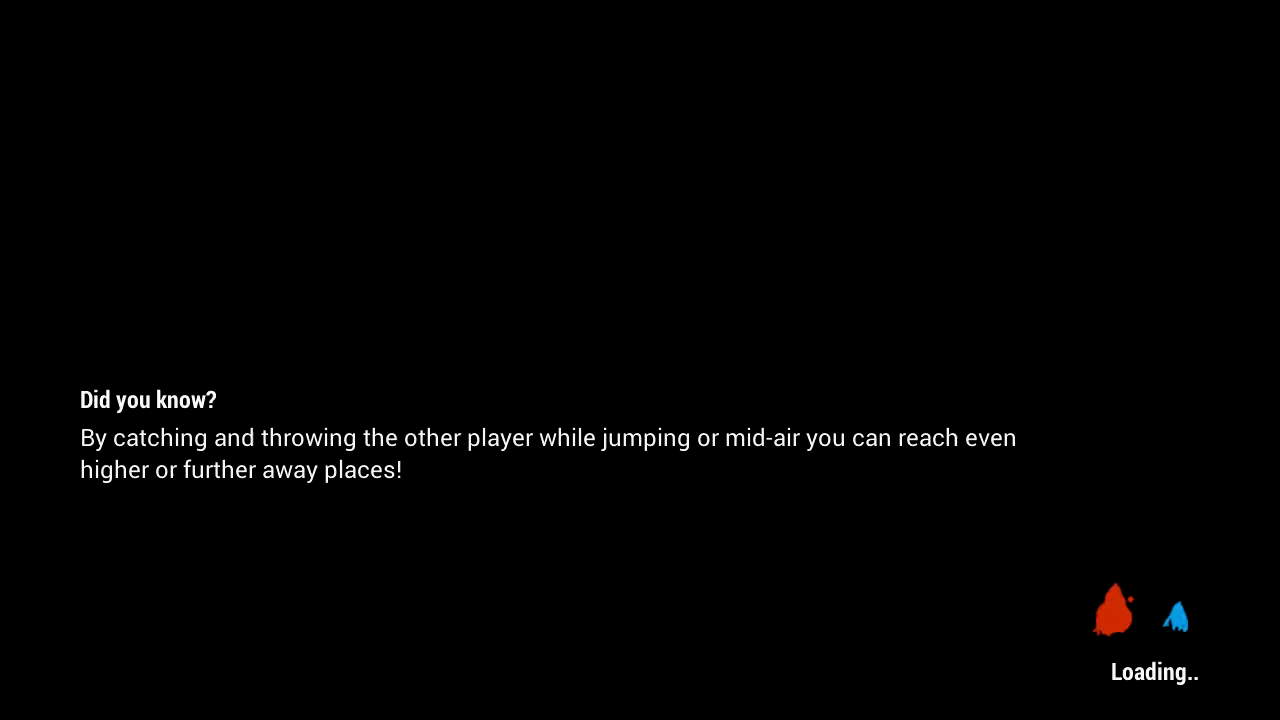 Did you know?
By catching and throwing the other player while jumping or mid-air you can reach even
higher or further away places!
Loading..